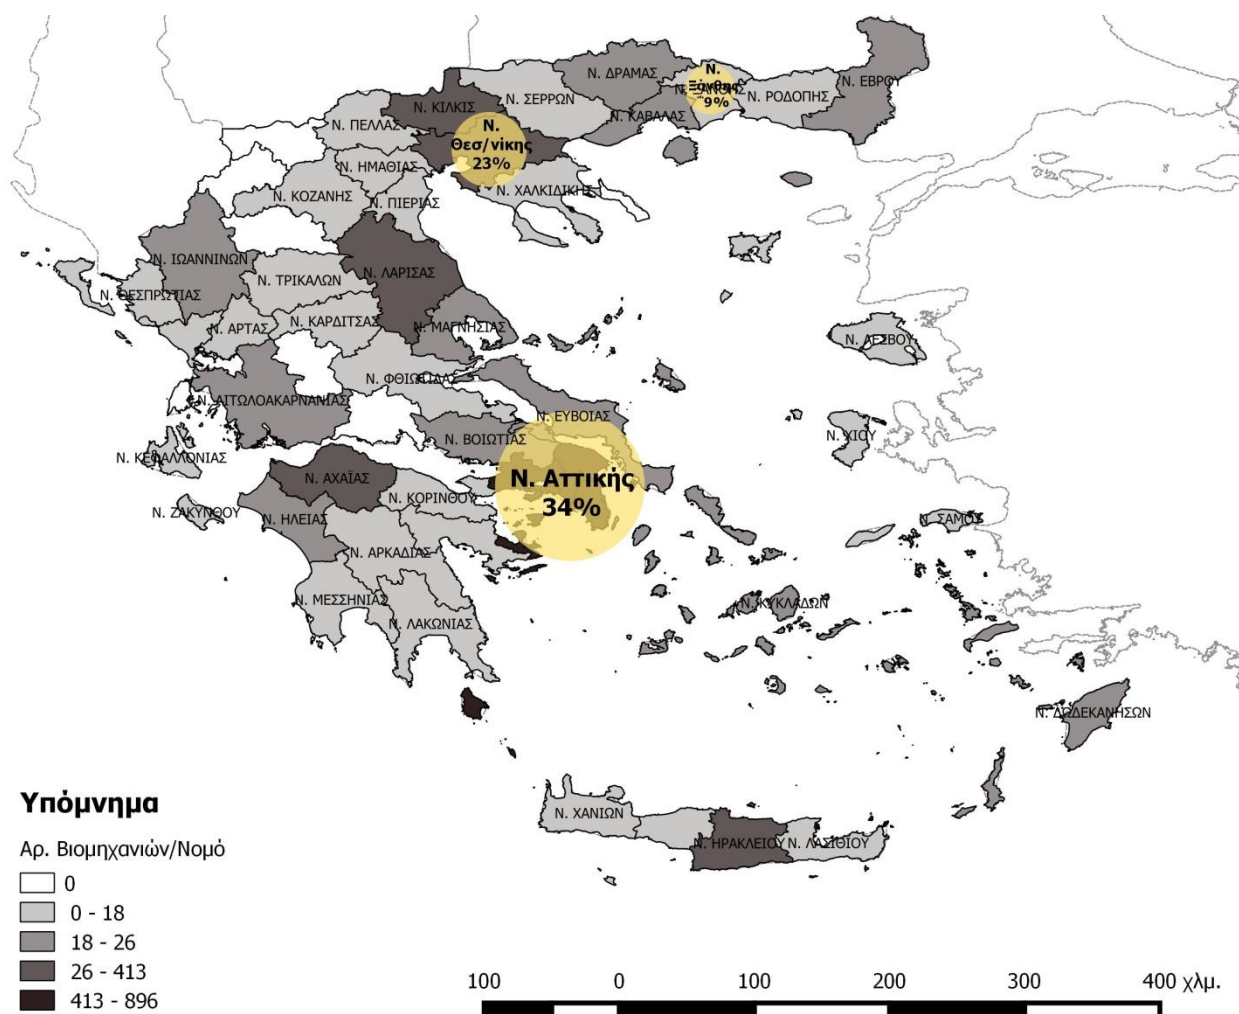 Ν. ΔΡΑΜΑΣ
Ν. Ξάνθης
9%
Ν. ΕΒΡΟΥ
Ν. ΚΙΛΚΙΣ
Ν. ΣΕΡΡΩΝ
Ν. ΞΑΝΘΗΣ
Ν. ΡΟΔΟΠΗΣ
Ν. ΠΕΛΛΑΣ
Ν. ΚΑΒΑΛΑΣ
Ν.
Θεσ/νίκης
23%
Ν. ΗΜΑΘΙΑΣ
Ν. ΚΟΖΑΝΗΣ
Ν. ΠΙΕΡΙΑΣ
Ν. ΧΑΛΚΙΔΙΚΗΣ
Ν. ΙΩΑΝΝΙΝΩΝ
Ν. ΤΡΙΚΑΛΩΝ
Ν. ΛΑΡΙΣΑΣ
Ν. ΘΕΣΠΡΩΤΙΑΣ
Ν. ΑΡΤΑΣ
Ν. ΚΑΡΔΙΤΣΑΣ
Ν. ΜΑΓΝΗΣΙΑΣ
Ν. ΛΕΣΒΟΥ
Ν. ΦΘΙΩΤΙΔΑΣ
Ν. ΑΙΤΩΛΟΑΚΑΡΝΑΝΙΑΣ
Ν. ΕΥΒΟΙΑΣ
Ν. ΒΟΙΩΤΙΑΣ
Ν. ΧΙΟΥ
Ν. ΚΕΦΑΛΛΟΝΙΑΣ
Ν. ΑΧΑΪΑΣ
Ν. Αττικής
34%
Ν. ΚΟΡΙΝΘΟΥ
Ν. ΖΑΚΥΝΘΟΥ
Ν. ΗΛΕΙΑΣ
Ν. ΣΑΜΟΥ
Ν. ΑΡΚΑΔΙΑΣ
Ν. ΜΕΣΣΗΝΙΑΣ
Ν. ΚΥΚΛΑΔΩΝ
Ν. ΛΑΚΩΝΙΑΣ
Ν. ΔΩΔΕΚΑΝΗΣΩΝ
Ν. ΧΑΝΙΩΝ
Ν. ΗΡΑΚΛΕΙΟΥ
Ν. ΛΑΣΙΘΙΟΥ
Υπόμνημα
Αρ. Βιομηχανιών/Νομό
0
0 - 18
18 - 26
26 - 413
413 - 896
100 0 100 200 300 400 χλμ.